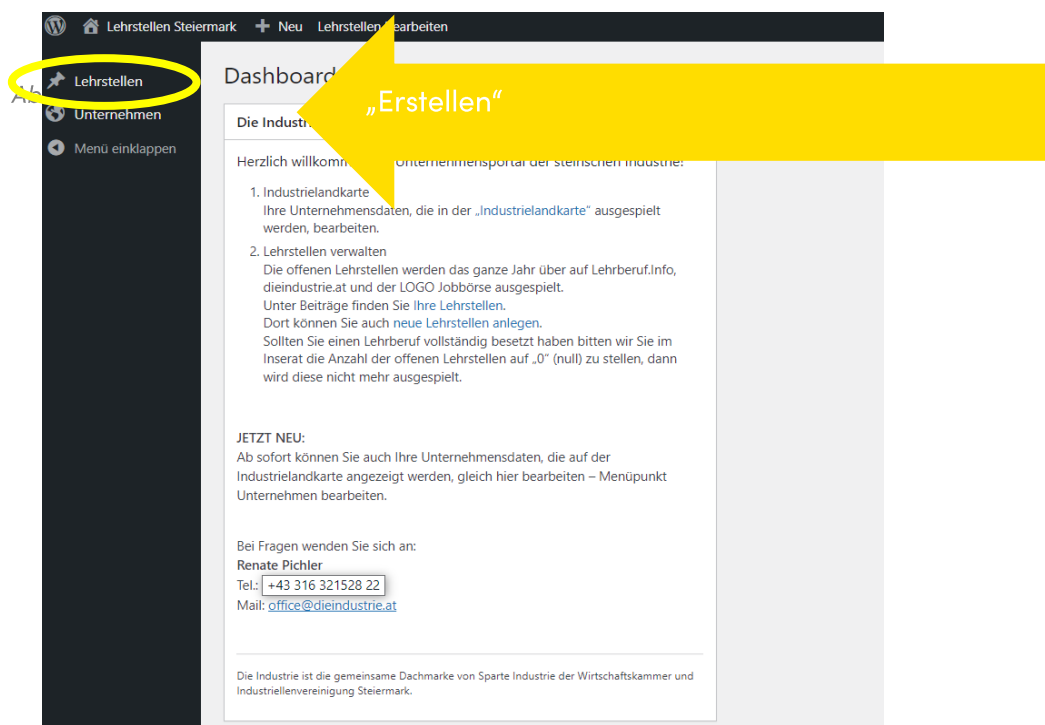 Lehrstellen Steiermark Neu Lehrstellen bearbeiten
Lehrstellen
Ab
Unternehmen
Menü einklappen
Dashboard
„Erstellen“
Die Industri
Herzlich willkomm Unternehmensportal der steirischen Industrie!
1. Industrielandkarte
Ihre Unternehmensdaten, die in der „Industrielandkarte“ ausgespielt
werden, bearbeiten.
2. Lehrstellen verwalten
Die offenen Lehrstellen werden das ganze Jahr über auf Lehrberuf.Info,
dieindustrie.at und der LOGO Jobbörse ausgespielt.
Unter Beiträge finden Sie Ihre Lehrstellen.
Dort können Sie auch neue Lehrstellen anlegen.
Sollten Sie einen Lehrberuf vollständig besetzt haben bitten wir Sie im
Inserat die Anzahl der offenen Lehrstellen auf „0“ (null) zu stellen, dann
wird diese nicht mehr ausgespielt.
JETZT NEU:
Ab sofort können Sie auch Ihre Unternehmensdaten, die auf der
Industrielandkarte angezeigt werden, gleich hier bearbeiten – Menüpunkt
Unternehmen bearbeiten.
Bei Fragen wenden Sie sich an:
Renate Pichler
Tel.: +43 316 321528 22
Mail: office@dieindustrie.at
Die Industrie ist die gemeinsame Dachmarke von Sparte Industrie der Wirtschaftskammer und
Industriellenvereinigung Steiermark.